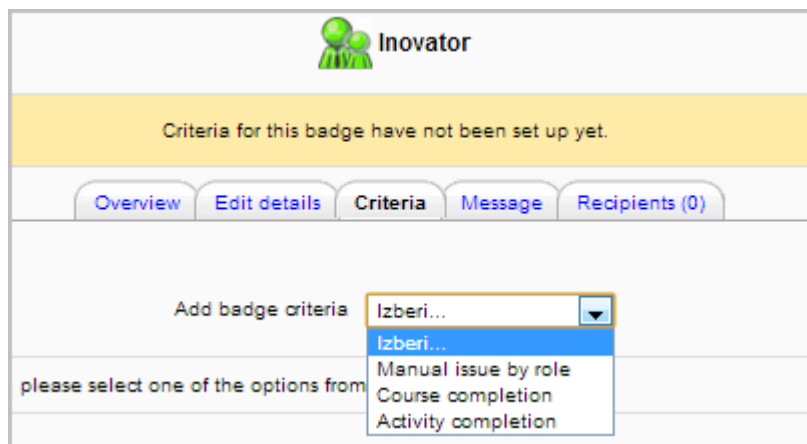 Inovator
Criteria for this badge have not been set up yet.
Overview Edit details Criteria Message Recipients (0)
Add badge criteria Izberi...
Izberi...
Manual issue by role
please select one of the options from
Course completion
Activity completion